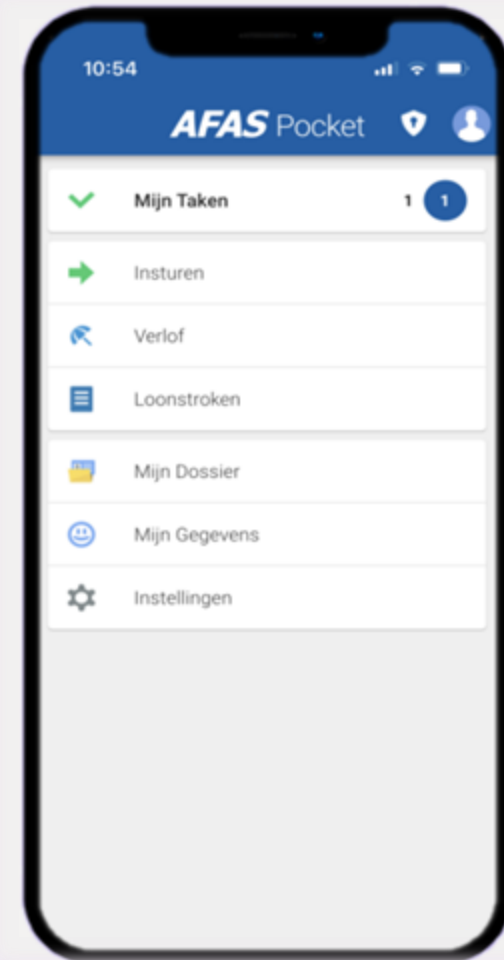 10:54
AFAS Pocket
Mijn Taken 1 1
Insturen
Verlof
Loonstroken
Mijn Dossier
Mijn Gegevens
Instellingen